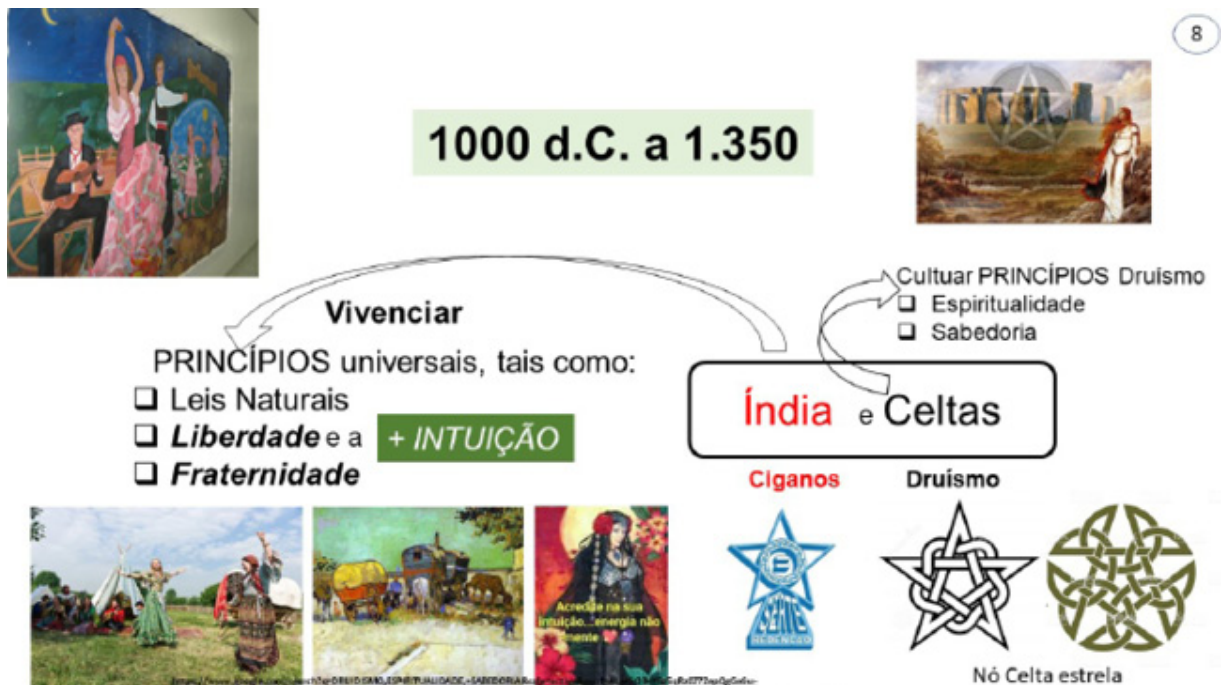 8
1000 d.C. a 1.350
Cultuar PRINCÍPIOS Druísmo
❑ Espiritualidade
❑ Sabedoria
Vivenciar
PRINCÍPIOS universais, tais como:
❑ Leis Naturais
❑ Liberdade e a + INTUIÇÃO
❑ Fraternidade
Índia e Celtas
Ciganos
Druísmo
Acredite na sua
intuição...energia não
mente
REDENÇÃO
Nó Celta estrela